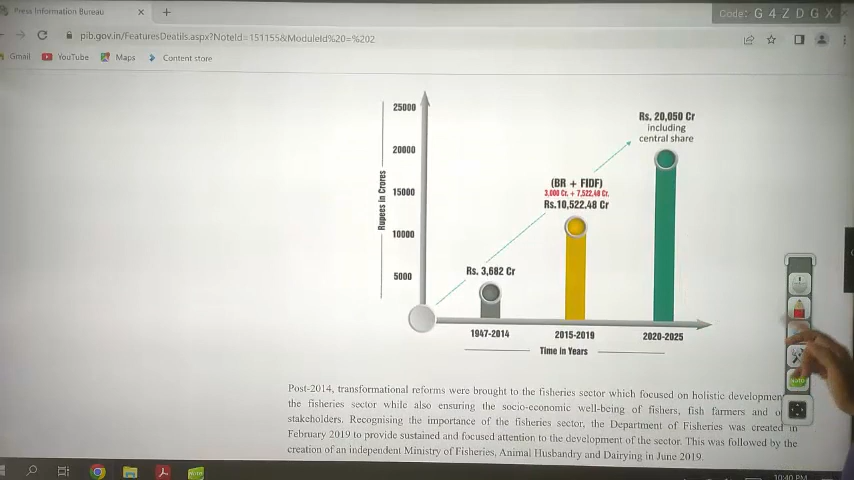 Press Information Bureau
Code: G 4 Z D G X
pib.gov.in/FeaturesDeatils.aspx?NoteId=151155&ModuleId%20=%202
Gmail YouTube Maps Content store
25000
20000
15000
10000
5000
Rupees in Crores
Rs. 20,050 Cr
including
central share
(BR + FIDF)
3,000 Cr. + 7,522.48 Cr.
Rs.10,522.48 Cr
Rs. 3,682 Cr
1947-2014 2015-2019 2020-2025
Time in Years
Post-2014, transformational reforms were brought to the fisheries sector which focused on holistic
the fisheries sector while also ensuring the socio-economic well-being of fishers, fish farmers and
stakeholders. Recognising the importance of the fisheries sector, the Department of Fisheries was created in
February 2019 to provide sustained and focused attention to the development of the sector. This was followed by the
creation of an independent Ministry of Fisheries, Animal Husbandry and Dairying in June 2019.
10:40 PM